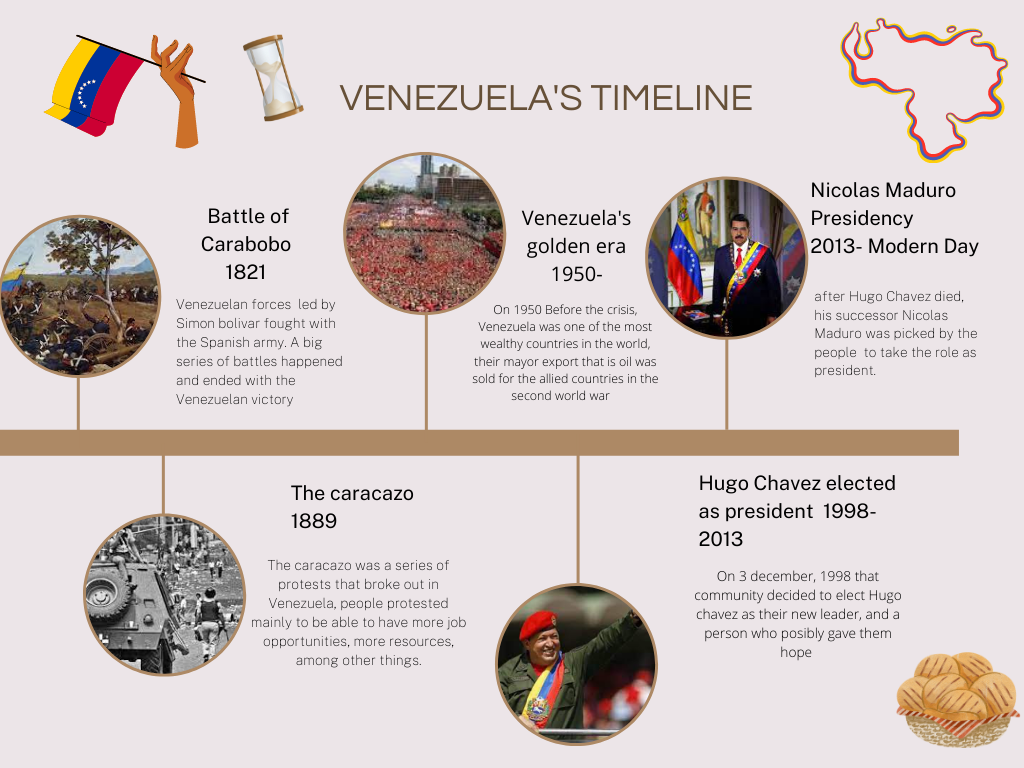 VENEZUELA'S TIMELINE
Battle of
Carabobo
1821
Venezuelan forces  led by
Simon bolivar fought with
the Spanish army. A big
series of battles happened
and ended with the
Venezuelan victory
Venezuela's
golden era
1950-
On 1950 Before the crisis,
Venezuela was one of the most
wealthy countries in the world,
their mayor export that is oil was
sold for the allied countries in the
second world war
Nicolas Maduro
Presidency
2013- Modern Day
after Hugo Chavez died,
his successor Nicolas
Maduro was picked by the
people  to take the role as
president.
The caracazo
1889
The caracazo was a series of
protests that broke out in
Venezuela, people protested
mainly to be able to have more job
opportunities, more resources,
among other things.
Hugo Chavez elected
as president  1998-
2013
On 3 december, 1998 that
community decided to elect Hugo
chavez as their new leader, and a
person who posibly gave them
hope